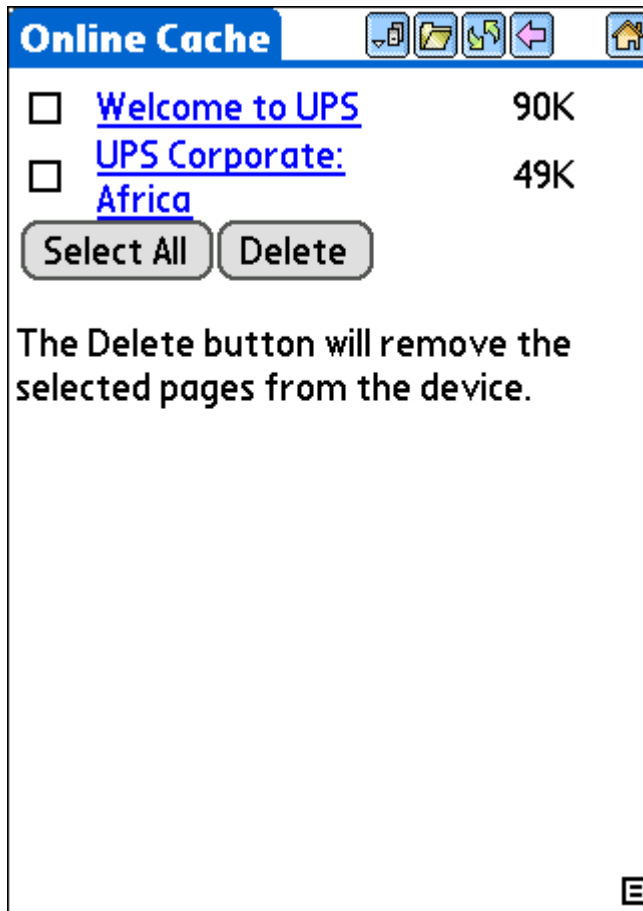 Online Cache
Welcome to UPS 90K
UPS Corporate:
Africa 49K
Select All Delete
The Delete button will remove the
selected pages from the device.